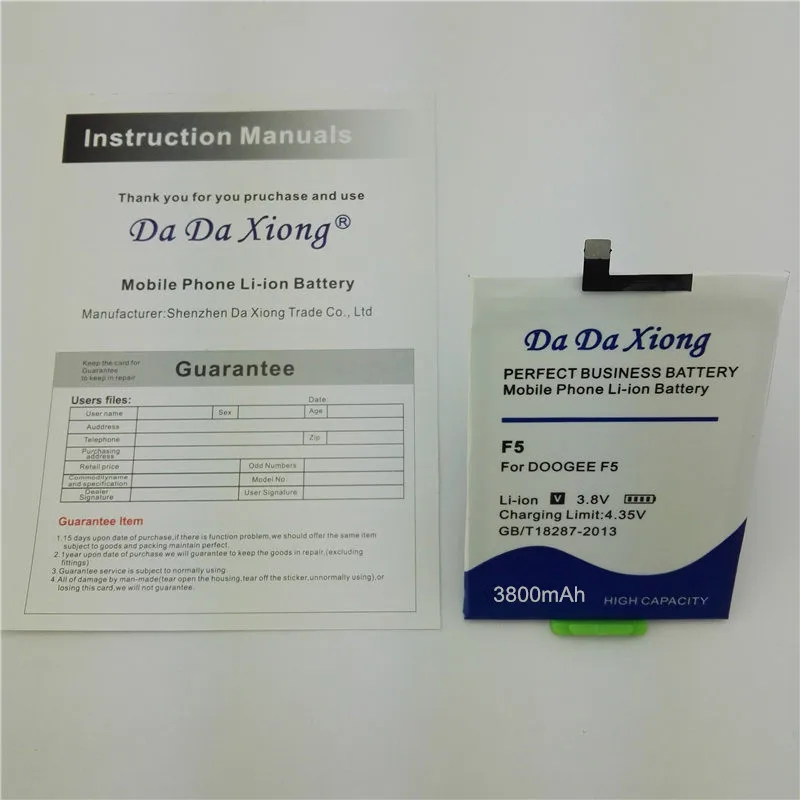 Instruction Manuals
Thank you for you pruchase and use
Da Da Xiong®
Mobile Phone Li-ion Battery
Manufacturer:Shenzhen Da Xiong Trade Co., Ltd
Keep the card for
Guarantee
to keep in repair
Guarantee
Users files:
Date:
User name
Sex
Age
Auddress
Telephone
Zip
Purchasing
address
Retail price
Odd Numbers
Commodityname
and specification
Model No.
Dealer
Signature
User Signature
Guarantee Item
1.15 days upon date of purchase,if there is function problem,we should offer the same item
subject to goods and packing maintain perfect.
2.1year upon date of purchase we will guarantee to keep the goods in repair,(excluding
fittings)
3.Guarantee service is subject to normally using.
4.All of damage by man-made(tear open the housing,tear off the sticker,unnormally using),or
losing this card,we will not guarantee.
Da Da Xiong
PERFECT BUSINESS BATTERY
Mobile Phone Li-ion Battery
F5
For DOOGEE F5
Li-ion V 3.8V
Charging Limit:4.35V
GB/T18287-2013
3800mAh
HIGH CAPACITY